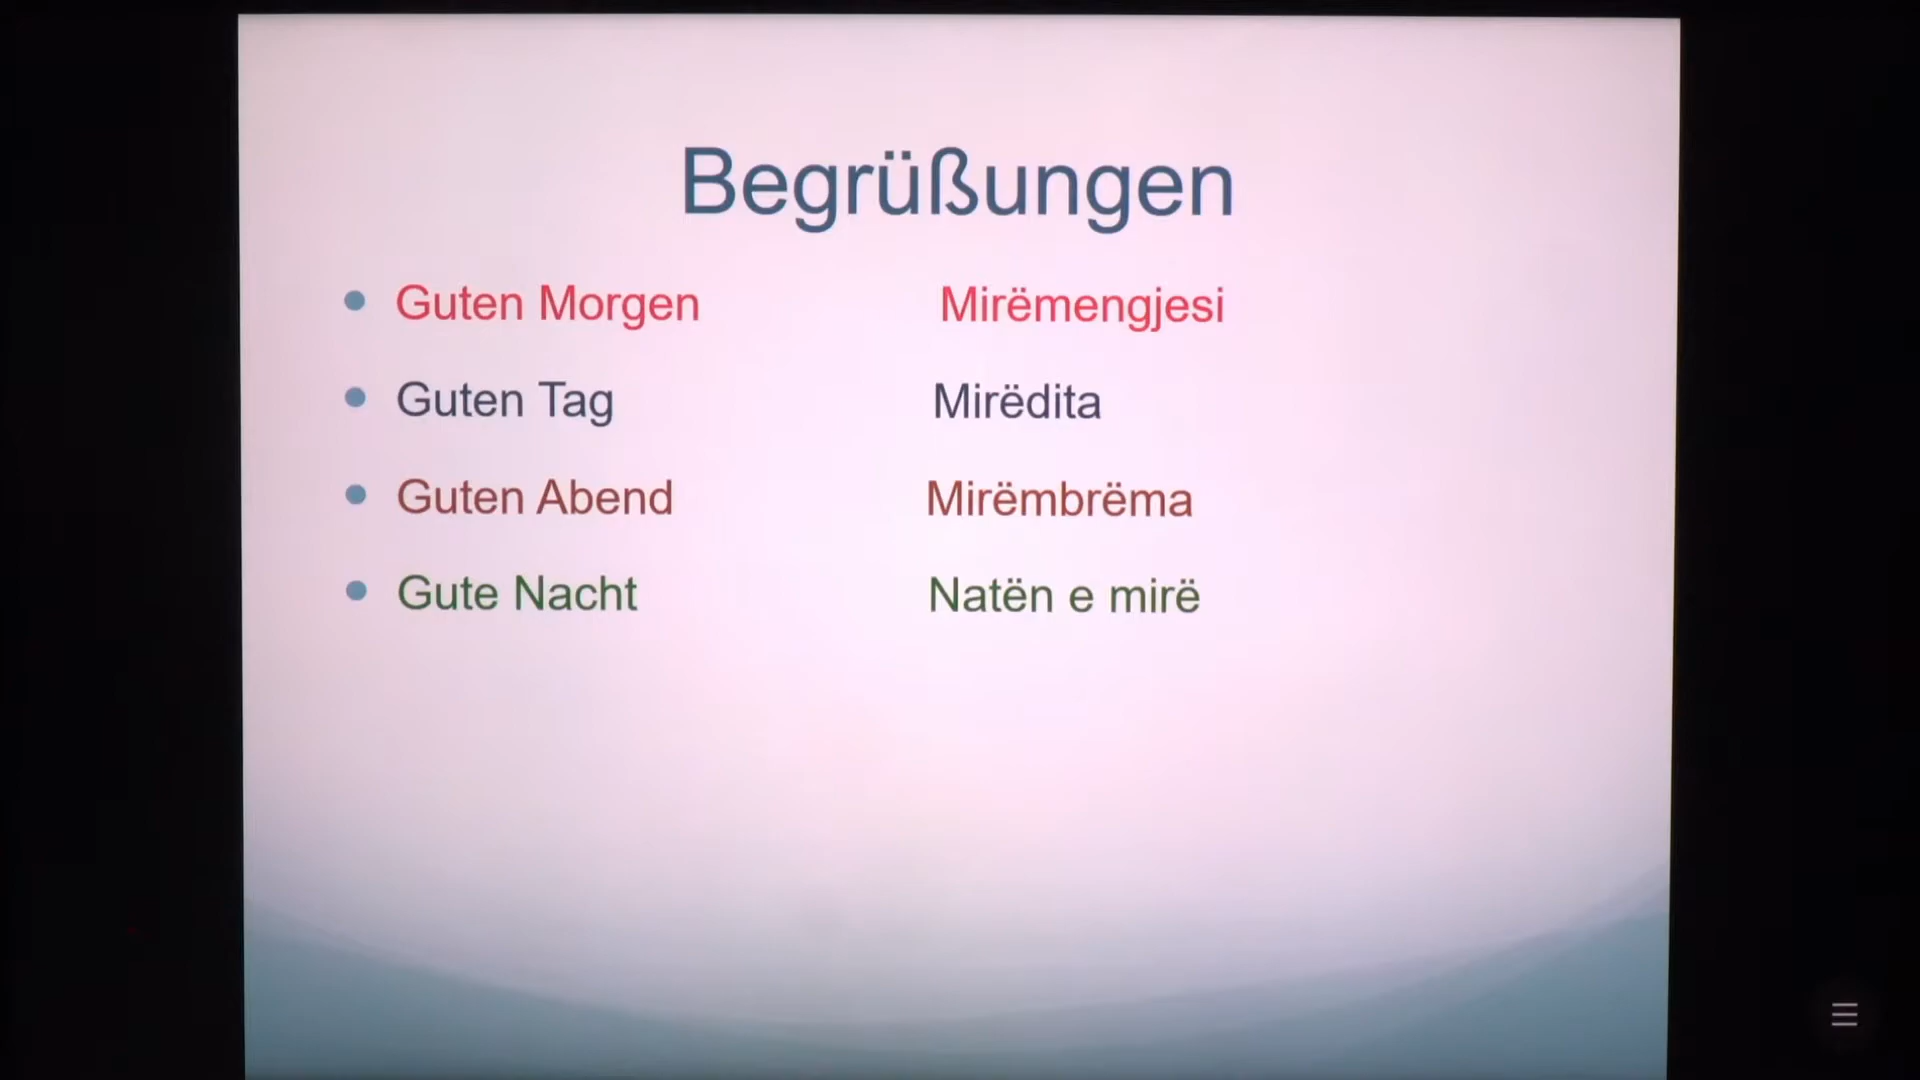 Begrüßungen
Guten Morgen Mirëmengjesi
Guten Tag Mirëdita
Guten Abend Mirëmbrëma
Gute Nacht Natën e mirë